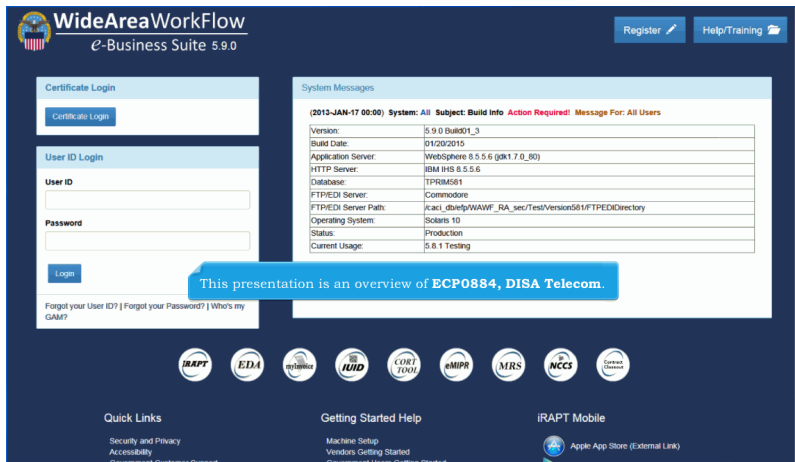 WideAreaWorkFlow
e-Business Suite 5.9.0
Register
Help/Training
Certificate Login
Certificate Login
User ID Login
User ID
Password
Login
Forgot your User ID? | Forgot your Password? | Who's my
GAM?
System Messages
(2013-JAN-17 00:00) System: All Subject: Build Info Action Required! Message For: All Users
Version: 5.9.0 Build01_3
Build Date: 01/20/2015
Application Server: WebSphere 8.5.5.6 (jdk1.7.0_80)
HTTP Server: IBM IHS 8.5.5.6
Database: TPRIM581
FTP/EDI Server: Commodore
FTP/EDI Server Path: /caci_db/efp/WAWF_RA_sec/Test/Version581/FTPEDIDirectory
Operating System: Solaris 10
Status: Production
Current Usage: 5.8.1 Testing
This presentation is an overview of ECP0884, DISA Telecom.
iRAPT
EDA
myInvoice
IUID
CORT
TOOL
eMIPR
MRS
NCCS
Contract
Closeout
Quick Links
Security and Privacy
Accessibility
Government Customer Support
Getting Started Help
Machine Setup
Vendors Getting Started
Government Users Getting Started
iRAPT Mobile
Apple App Store (External Link)